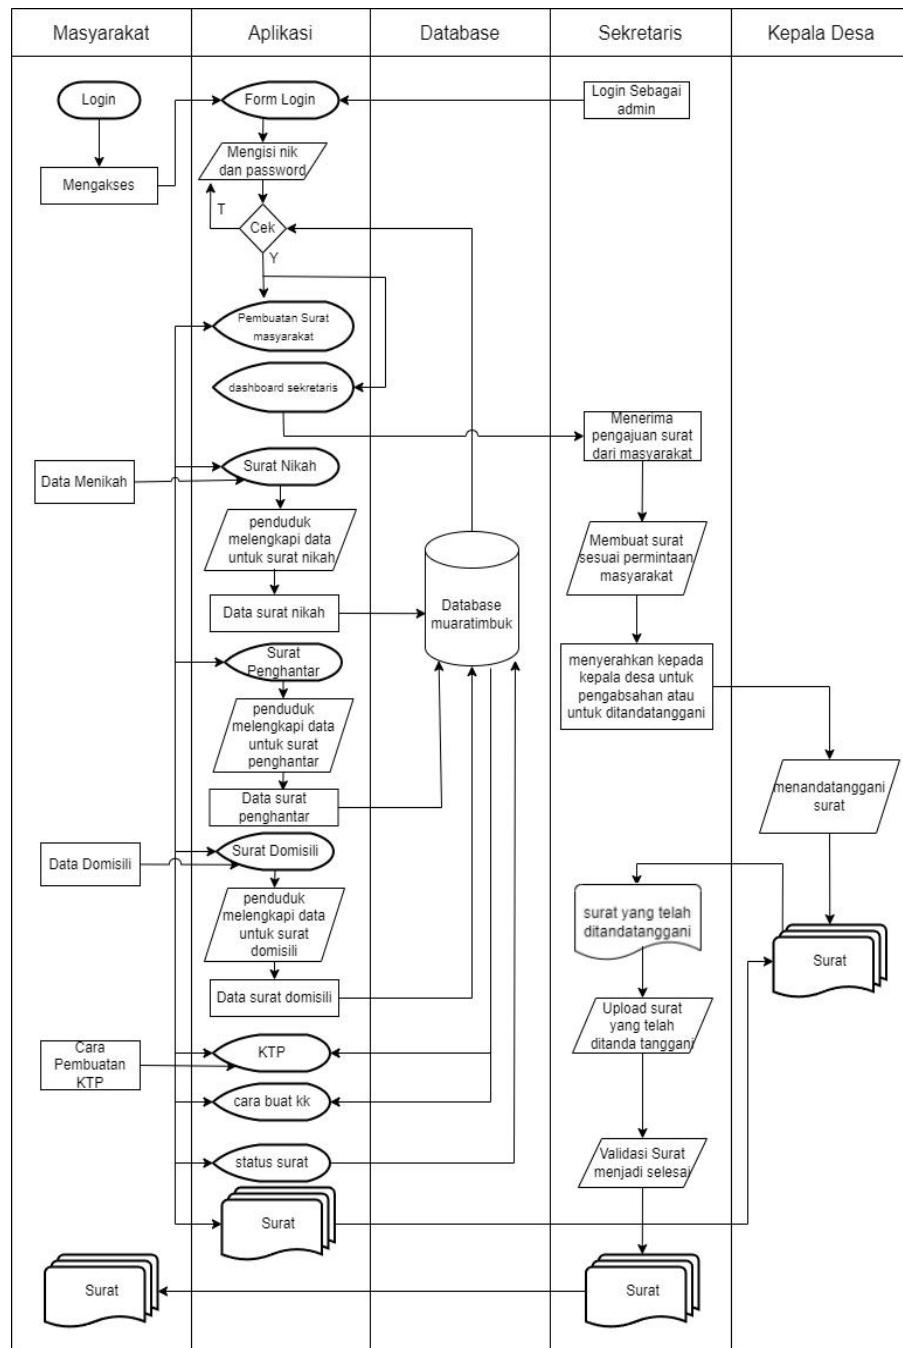 Masyarakat
Aplikasi
Database
Sekretaris
Kepala Desa
Login
Form Login
Login Sebagai
admin
Mengisi nik
dan password
Mengakses
T
Cek
Y
Pembuatan Surat
masyarakat
dashboard sekretaris
Menerima
pengajuan surat
dari masyarakat
Surat Nikah
Data Menikah
penduduk
melengkapi data
untuk surat nikah
Membuat surat
sesuai permintaan
masyarakat
Data surat nikah
Database
muaratimbuk
Surat
Penghantar
menyerahkan kepada
kepala desa untuk
pengabsahan atau
untuk ditandatanggani
penduduk
melengkapi data
untuk surat
penghantar
menandatanggani
surat
Data surat
penghantar
Surat Domisili
Data Domisili
penduduk
melengkapi data
untuk surat
domisili
surat yang telah
ditandatanggani
Surat
Data surat domisili
Upload surat
yang telah
ditanda tanggani
KTP
Cara
Pembuatan
KTP
cara buat kk
status surat
Validasi Surat
menjadi selesai
Surat
Surat
Surat